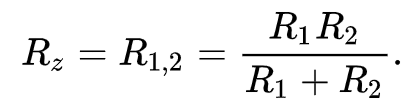 $R_z = R_{1,2} = \frac{R_1 R_2}{R_1 + R_2}.$